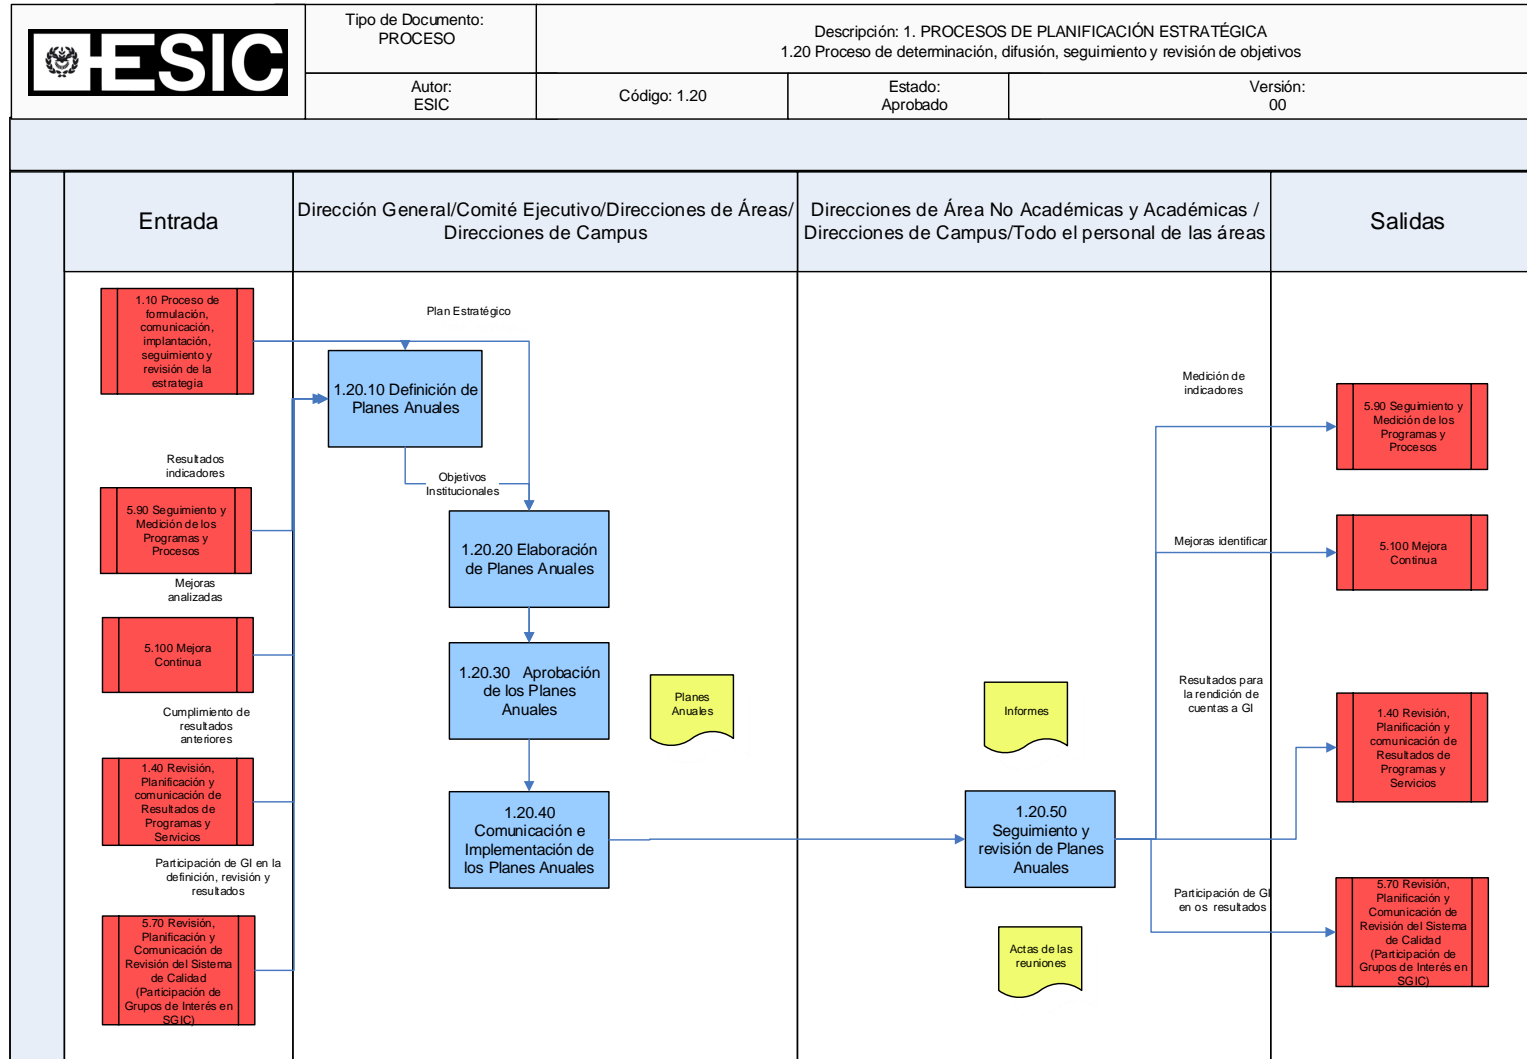 ESIC
Tipo de Documento:
PROCESO
Descripción: 1. PROCESOS DE PLANIFICACIÓN ESTRATÉGICA
1.20 Proceso de determinación, difusión, seguimiento y revisión de objetivos
Autor:
ESIC
Código: 1.20
Estado:
Aprobado
Versión:
00
Entrada
Dirección General/Comité Ejecutivo/Direcciones de Áreas/
Direcciones de Campus
Direcciones de Área No Académicas y Académicas /
Direcciones de Campus/Todo el personal de las áreas
Salidas
1.10 Proceso de
formulación,
comunicación,
implantación,
seguimiento y
revisión de la
estrategia
Resultados
indicadores
5.90 Seguimiento y
Medición de los
Programas y
Procesos
Mejoras
analizadas
5.100 Mejora
Continua
Cumplimiento de
resultados
anteriores
1.40 Revisión,
Planificación y
comunicación de
Resultados de
Programas y
Servicios
Participación de GI en la
definición, revisión y
resultados
5.70 Revisión,
Planificación y
Comunicación de
Revisión del Sistema
de Calidad
(Participación de
Grupos de Interés en
SGIC)
Plan Estratégico
1.20.10 Definición de
Planes Anuales
Objetivos
Institucionales
1.20.20 Elaboración
de Planes Anuales
1.20.30 Aprobación
de los Planes
Anuales
Planes
Anuales
1.20.40
Comunicación e
Implementación de
los Planes Anuales
Informes
1.20.50
Seguimiento y
revisión de Planes
Anuales
Actas de las
reuniones
Medición de
indicadores
Mejoras identificar
Resultados para
la rendición de
cuentas a GI
Participación de GI
en os resultados
5.90 Seguimiento y
Medición de los
Programas y
Procesos
5.100 Mejora
Continua
1.40 Revisión,
Planificación y
comunicación de
Resultados de
Programas y
Servicios
5.70 Revisión,
Planificación y
Comunicación de
Revisión del Sistema
de Calidad
(Participación de
Grupos de Interés en
SGIC)